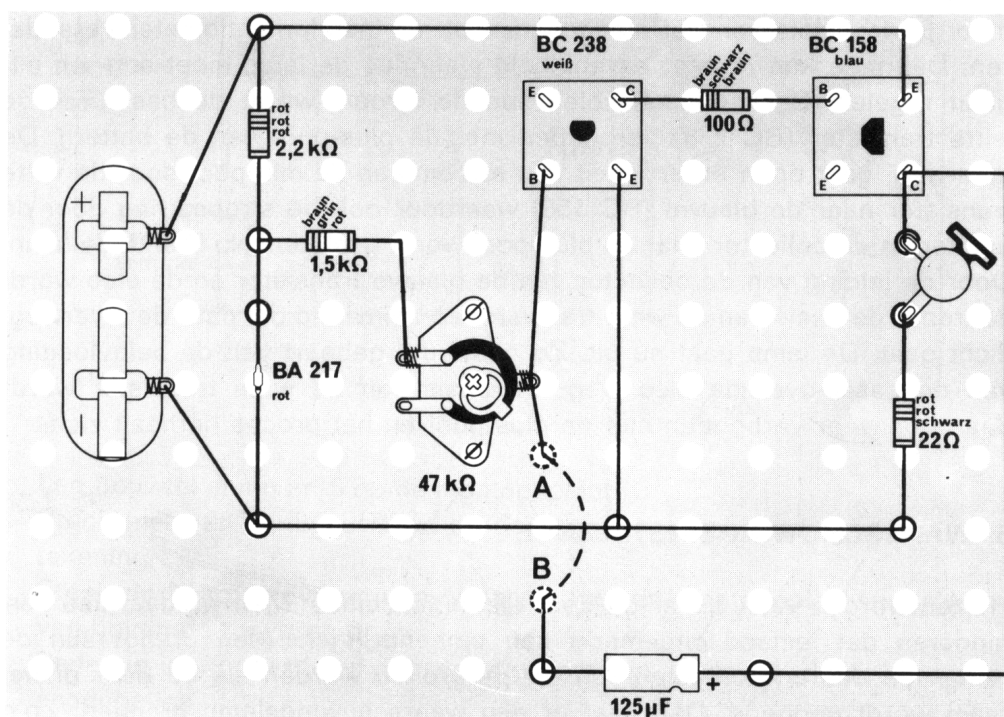 BC 238
weiß
BC 158
blau
E
C
B
E
B
E
E
C
braun
schwarz
braun
100 Ω
rot
rot
rot
2,2 kΩ
+
−
braun
grün
rot
1,5 kΩ
BA 217
rot
47 kΩ
rot
rot
schwarz
22 Ω
A
B
+
125µF